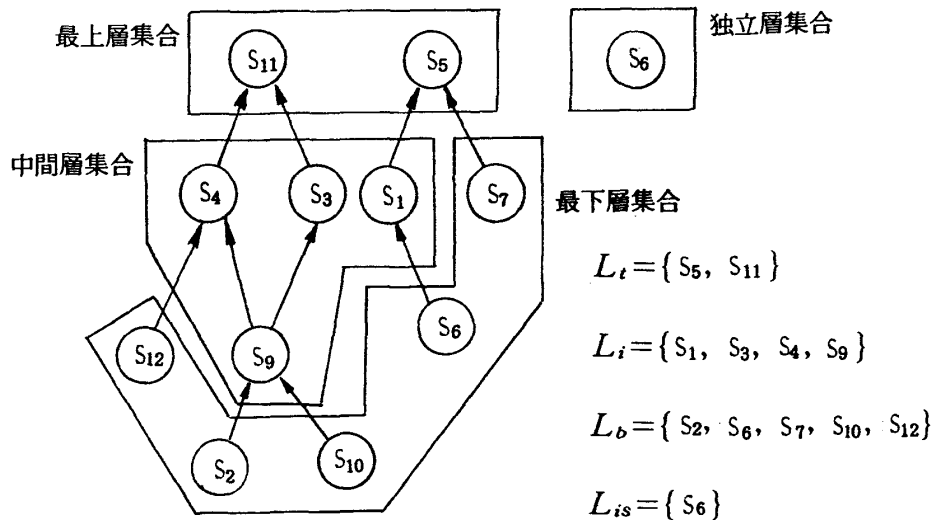 最上層集合
S11
S5
S6
独立層集合
中間層集合
S4
S3
S1
S7
最下層集合
Lt={S5, S11}
S12
S9
S6
Li={S1, S3, S4, S9}
Lb={S2, S6, S7, S10, S12}
S2
S10
Lis={S6}